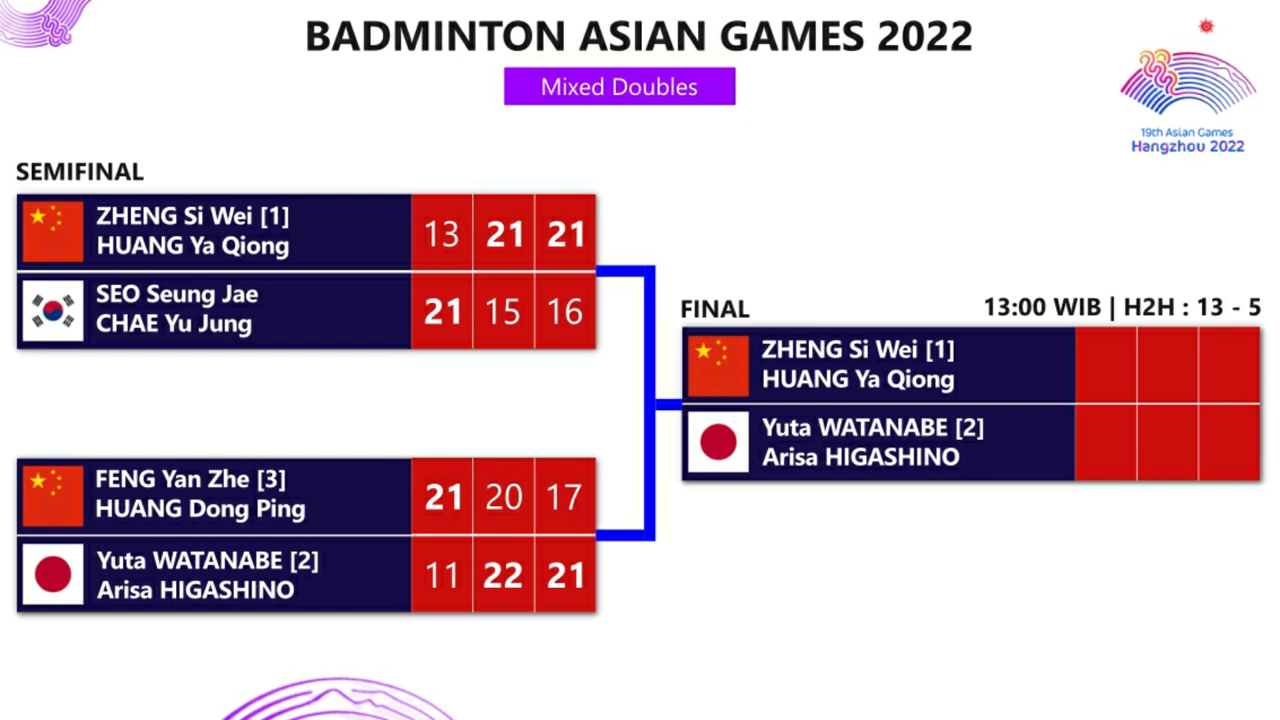 BADMINTON ASIAN GAMES 2022
Mixed Doubles
19th Asian Games
Hangzhou 2022
SEMIFINAL
ZHENG Si Wei [1]
HUANG Ya Qiong
13 21 21
SEO Seung Jae
CHAE Yu Jung
21 15 16
FENG Yan Zhe [3]
HUANG Dong Ping
21 20 17
Yuta WATANABE [2]
Arisa HIGASHINO
11 22 21
FINAL
13:00 WIB | H2H : 13 - 5
ZHENG Si Wei [1]
HUANG Ya Qiong
Yuta WATANABE [2]
Arisa HIGASHINO